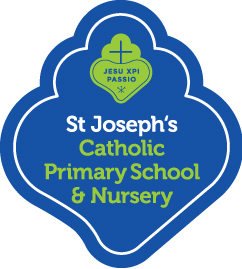 JESU XPI
PASSIO
St Joseph's
Catholic
Primary School
& Nursery